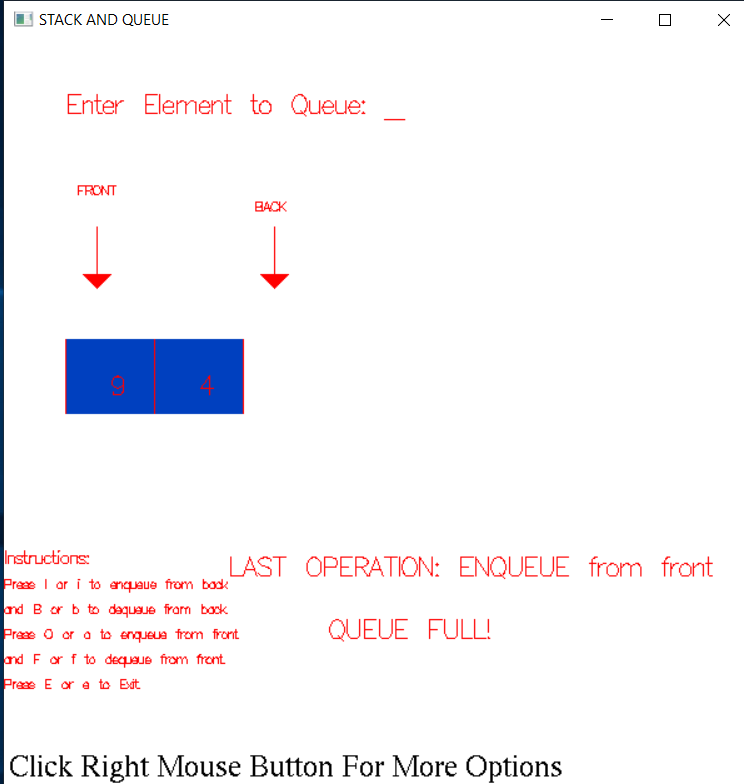 STACK AND QUEUE
Enter Element to Queue: __
FRONT
BACK
9 4
Instructions:
Press I or i to enqueue from back
and B or b to dequeue from back
Press O or o to enqueue from front
and F or f to dequeue from front
Press E or e to Exit
LAST OPERATION: ENQUEUE from front
QUEUE FULL!
Click Right Mouse Button For More Options